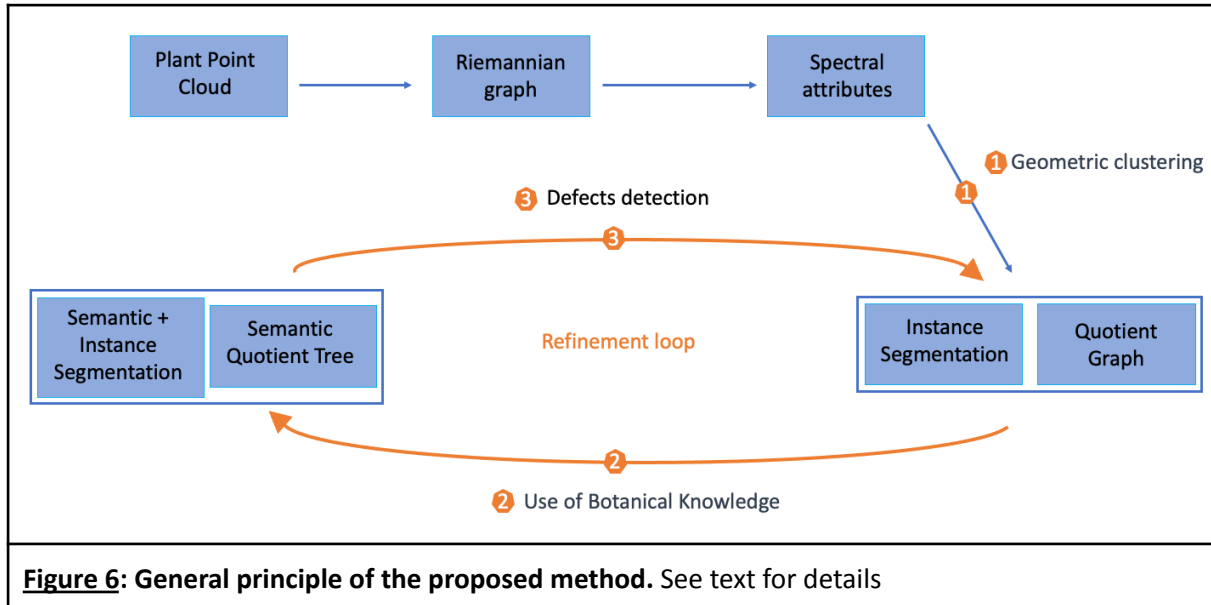 Plant Point
Cloud
Riemannian
graph
Spectral
attributes
1 Geometric clustering
1
3 Defects detection
3
Semantic +
Instance
Segmentation
Semantic
Quotient Tree
Refinement loop
Instance
Segmentation
Quotient
Graph
2
2 Use of Botanical Knowledge
Figure 6: General principle of the proposed method. See text for details